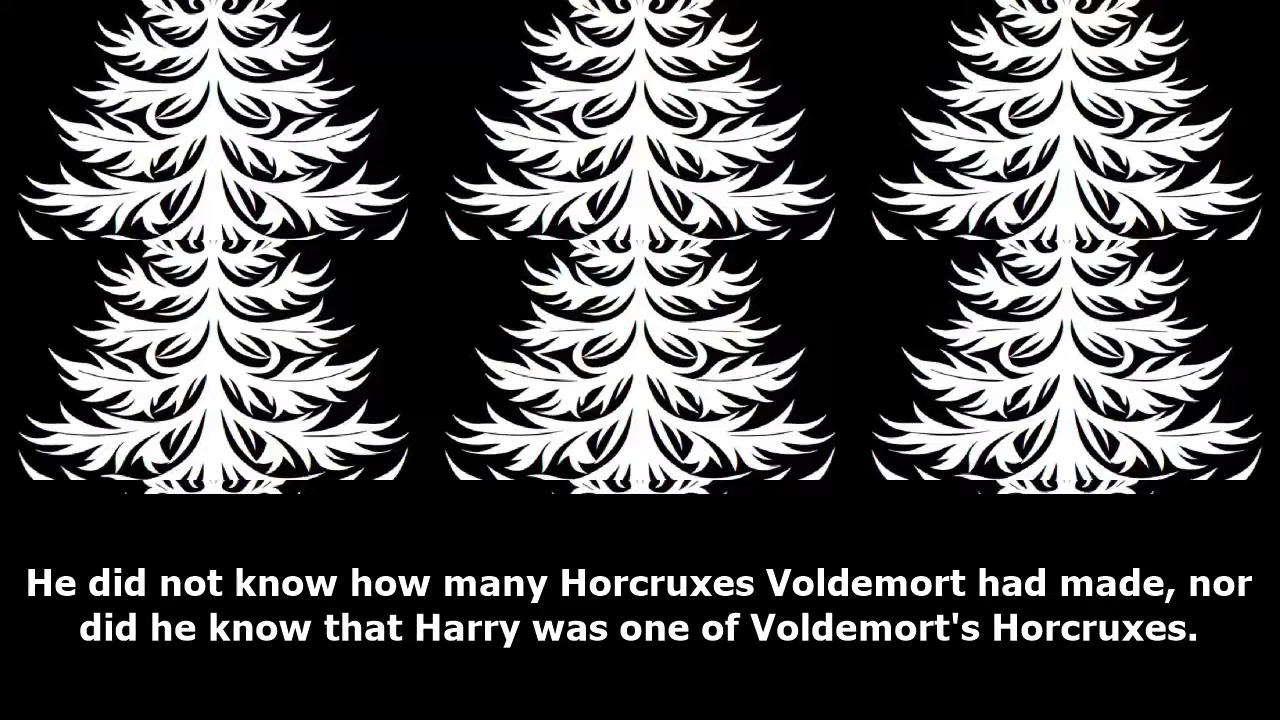 He did not know how many Horcruxes Voldemort had made, nor
did he know that Harry was one of Voldemort's Horcruxes.